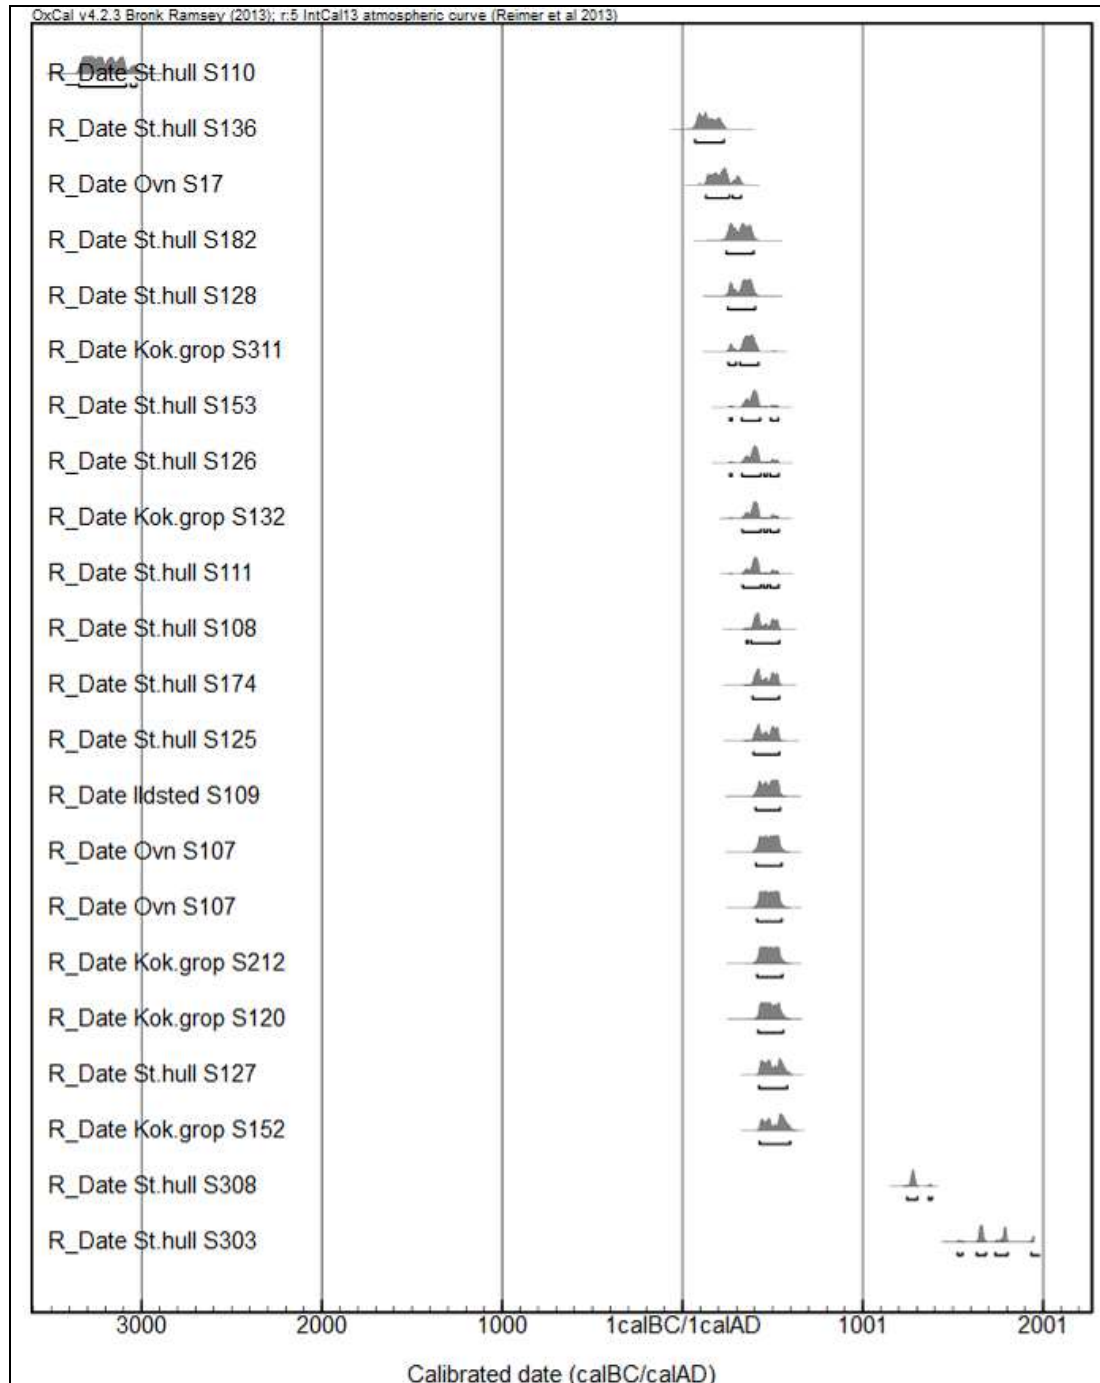 OxCal v4.2.3 Bronk Ramsey (2013); r:5 IntCal13 atmospheric curve (Reimer et al 2013)
R_Date St.hull S110
R_Date St.hull S136
R_Date Ovn S17
R_Date St.hull S182
R_Date St.hull S128
R_Date Kok.grop S311
R_Date St.hull S153
R_Date St.hull S126
R_Date Kok.grop S132
R_Date St.hull S111
R_Date St.hull S108
R_Date St.hull S174
R_Date St.hull S125
R_Date Ildsted S109
R_Date Ovn S107
R_Date Ovn S107
R_Date Kok.grop S212
R_Date Kok.grop S120
R_Date St.hull S127
R_Date Kok.grop S152
R_Date St.hull S308
R_Date St.hull S303
3000 2000 1000 1calBC/1calAD 1001 2001
Calibrated date (calBC/calAD)